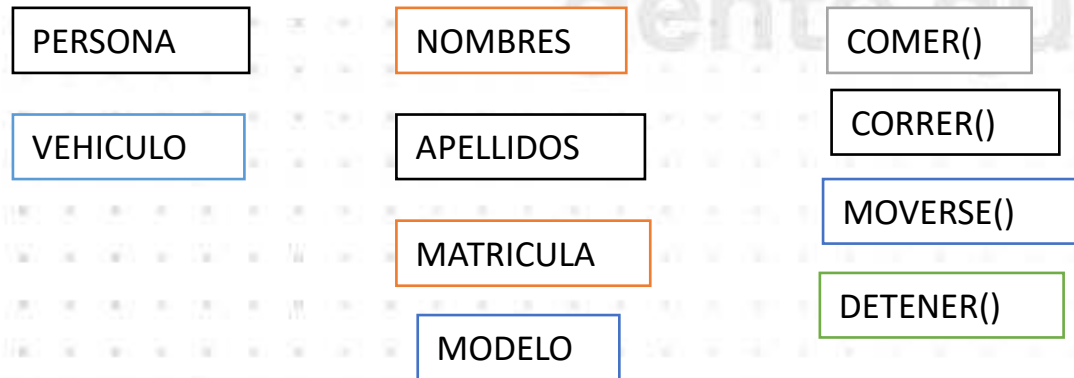 PERSONA
NOMBRES
COMER()
VEHICULO
APELLIDOS
CORRER()
MATRICULA
MOVERSE()
MODELO
DETENER()